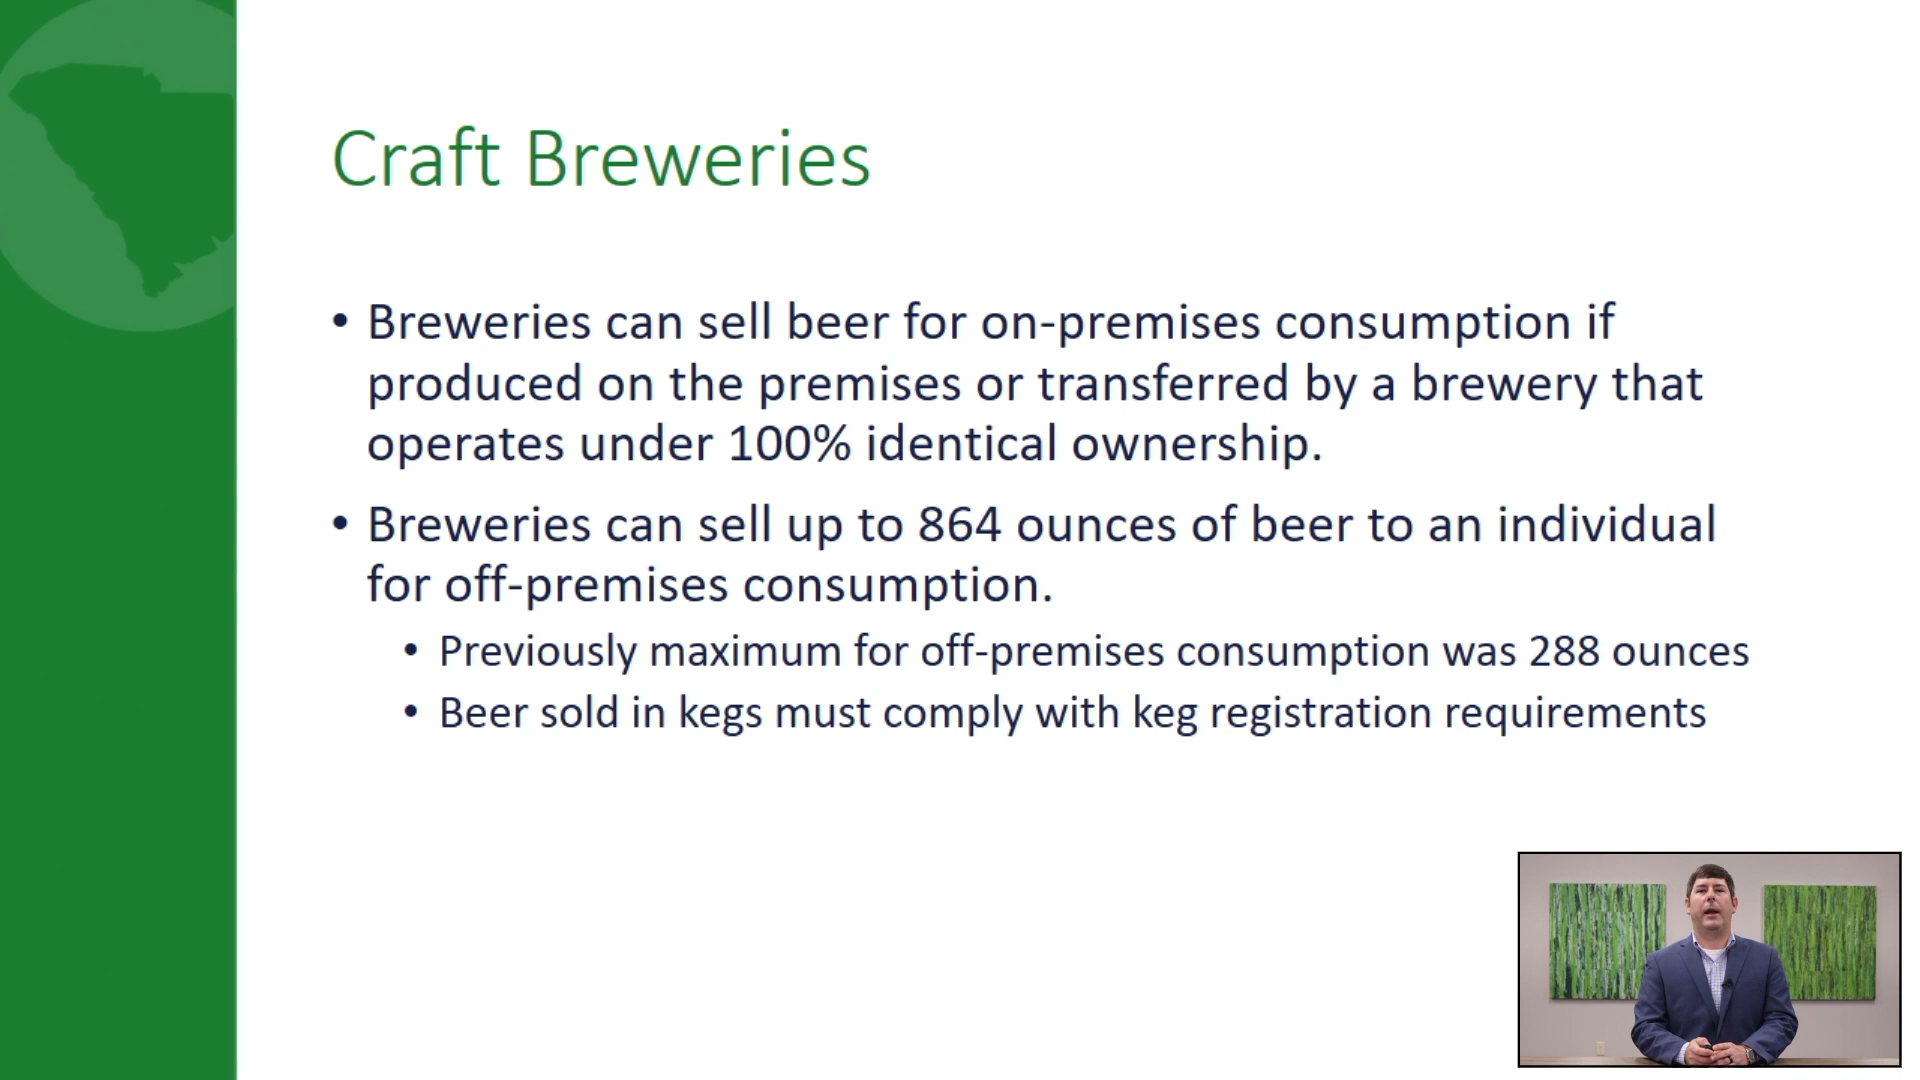 Craft Breweries
• Breweries can sell beer for on-premises consumption if
produced on the premises or transferred by a brewery that
operates under 100% identical ownership.
• Breweries can sell up to 864 ounces of beer to an individual
for off-premises consumption.
• Previously maximum for off-premises consumption was 288 ounces
• Beer sold in kegs must comply with keg registration requirements